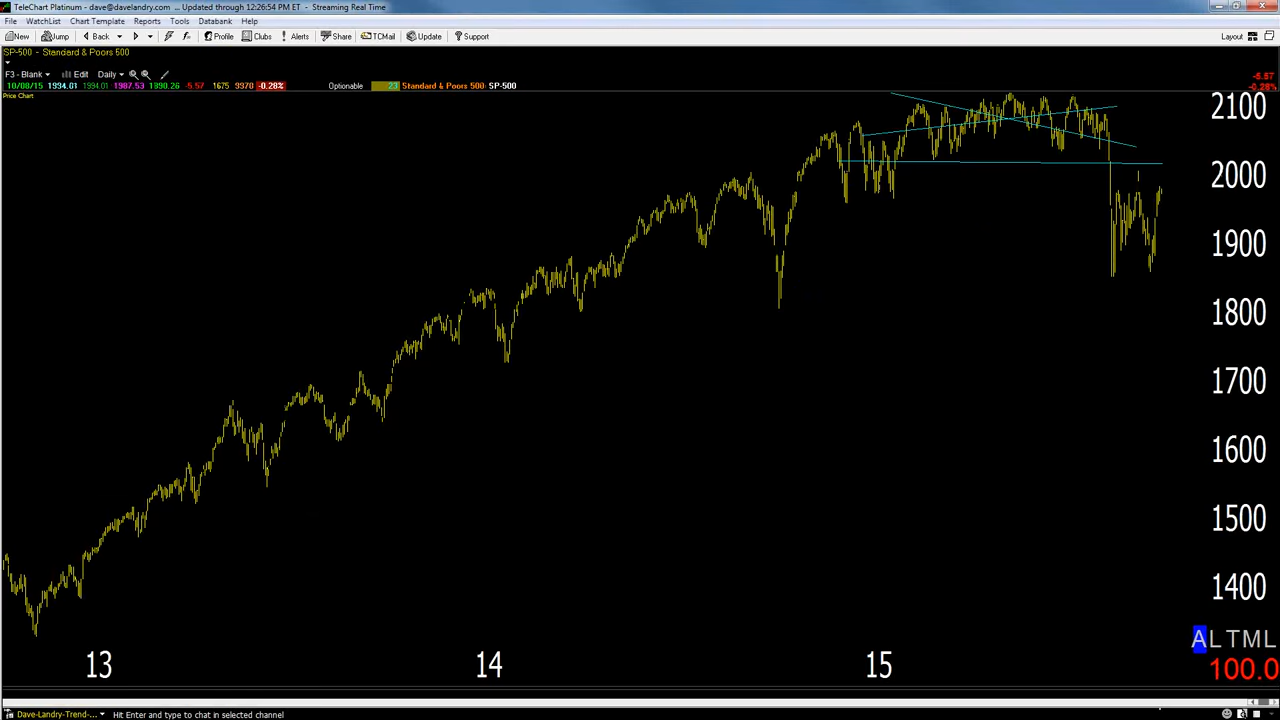 TeleChart Platinum - dave@davelandry.com ... Updated through 12:26:54 PM ET - Streaming Real Time
File WatchList Chart Template Reports Tools Databank Help
New Jump Back Profile Clubs Alerts Share TCMail Update Support Layout
SP-500 - Standard & Poors 500
F3 - Blank Edit Daily
10/08/15 1994.01 1994.01 1987.53 1990.26 -5.57 1675 9970 -0.28% Optionable 23 Standard & Poors 500 SP-500
-5.57
-0.28%
Price Chart
2100
2000
1900
1800
1700
1600
1500
1400
13 14 15
ALTML
100.0
Dave-Landry-Trend-... Hit Enter and type to chat in selected channel